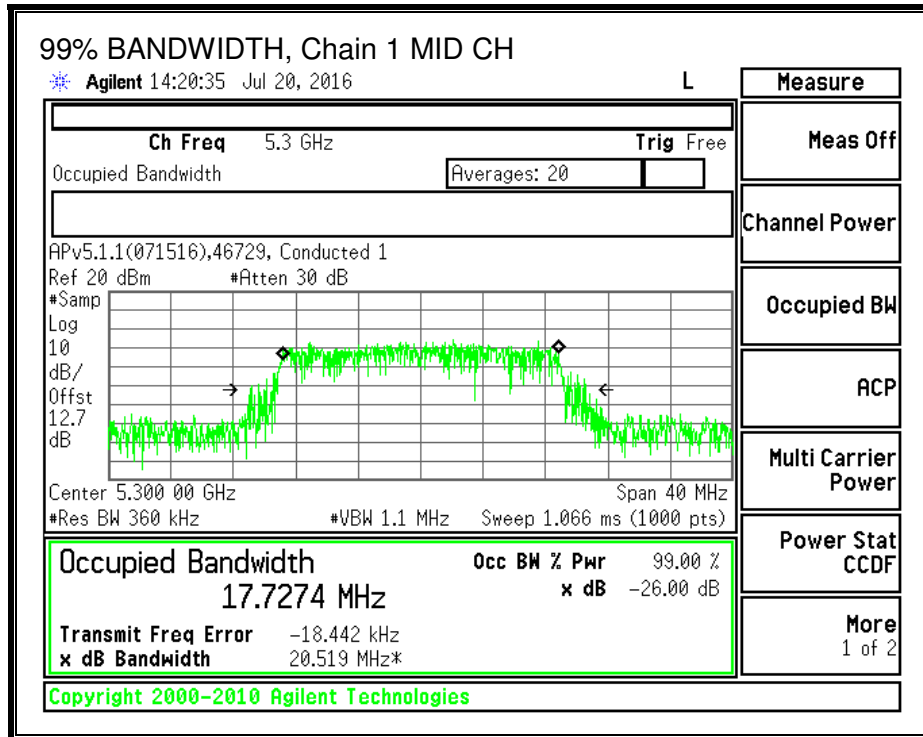 99% BANDWIDTH, Chain 1 MID CH
Agilent 14:20:35 Jul 20, 2016 L
Measure
Ch Freq 5.3 GHz Trig Free
Meas Off
Occupied Bandwidth Averages: 20
Channel Power
APv5.1.1(071516),46729, Conducted 1
Ref 20 dBm #Atten 30 dB
#Samp
Log
10
dB/
Offst
12.7
dB
Occupied BW
ACP
Multi Carrier
Power
Center 5.300 00 GHz Span 40 MHz
#Res BW 360 kHz #VBW 1.1 MHz Sweep 1.066 ms (1000 pts)
Occupied Bandwidth Occ BW % Pwr 99.00 %
17.7274 MHz x dB -26.00 dB
Transmit Freq Error -18.442 kHz
x dB Bandwidth 20.519 MHz*
Power Stat
CCDF
More
1 of 2
Copyright 2000-2010 Agilent Technologies